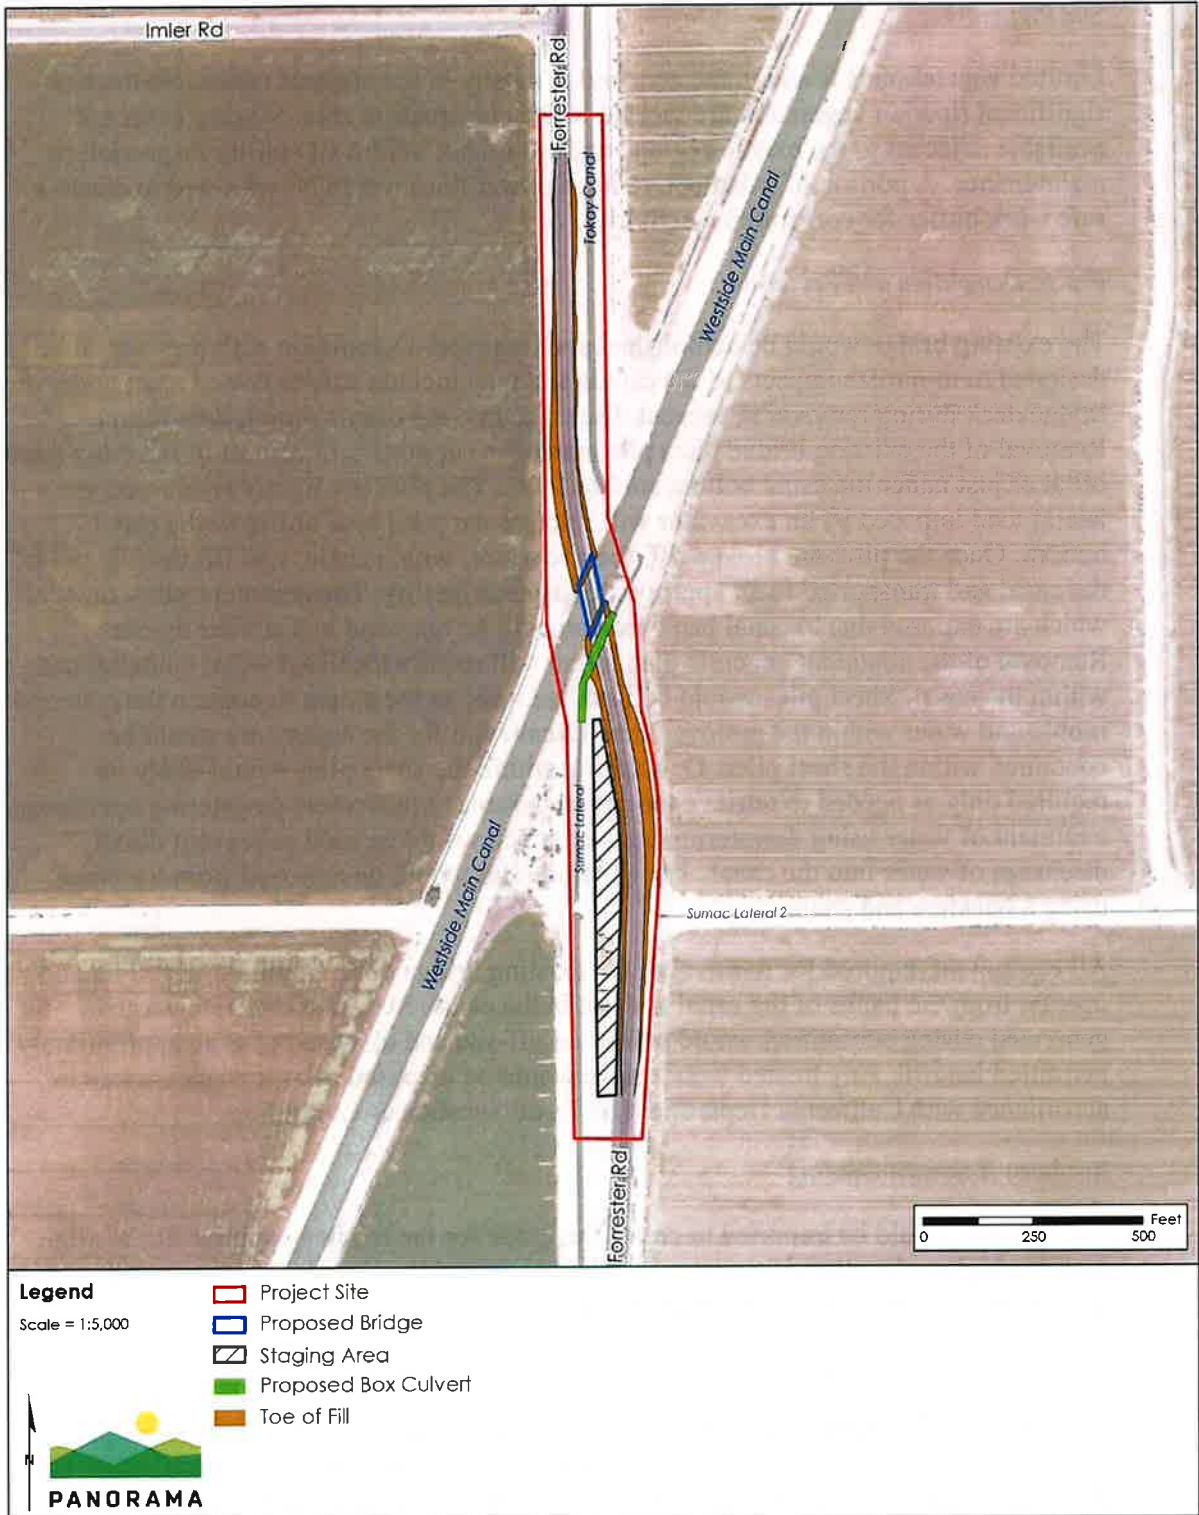 Imler Rd
Forrester Rd
Tokay Canal
Westside Main Canal
Sumac Lateral
Westside Main Canal
Sumac Lateral 2
Forrester Rd
Feet
0 250 500
Legend
Scale = 1:5,000
Project Site
Proposed Bridge
Staging Area
Proposed Box Culvert
Toe of Fill
N
PANORAMA